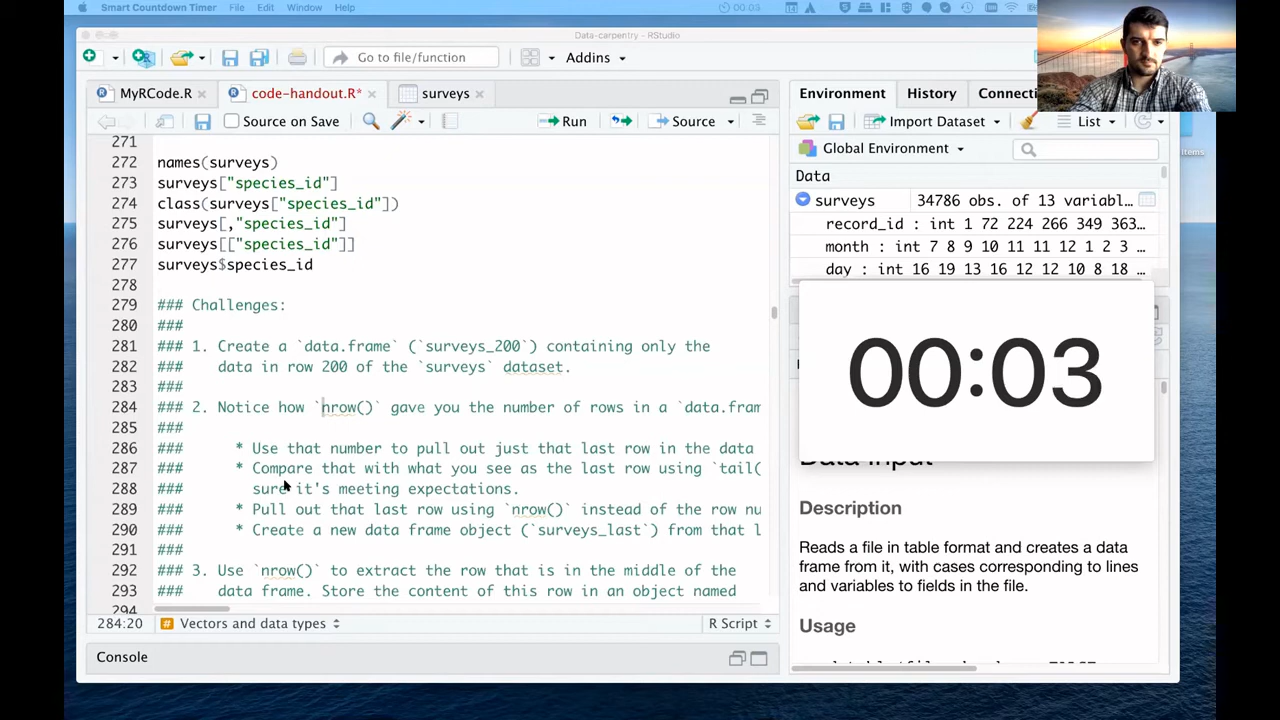 Smart Countdown Timer File Edit Window Help 00:03
Data-carpentry - RStudio
Go to file/function Addins
MyRCode.R code-handout.R* surveys
Source on Save Run Source
271
272 names(surveys)
273 surveys["species_id"]
274 class(surveys["species_id"])
275 surveys[,"species_id"]
276 surveys[["species_id"]]
277 surveys$species_id
278
279 ### Challenges:
280 ###
281 ### 1. Create a `data.frame` (`surveys_200`) containing only the
282 ### data in row 200 of the `surveys` dataset.
283 ###
284 ### 2. Notice how `nrow()` gave you the number of rows in a `data.fram
285 ###
286 ### * Use that number to pull out just that last row in the data
287 ### * Compare that with what you see as the last row using `tail(
288 ### sure it's meeting expectations.
289 ### * Pull out that last row using `nrow()` instead of the row nu
290 ### Create a new data frame object (`surveys_last`) from that l
291 ###
292 ### 3. Use `nrow()` to extract the row that is in the middle of the
293 ### data frame. Store the content of this row in an object named
294
284:20 Vectors and data types R Script
Console
Environment History Connecti
Import Dataset List
Global Environment
Data
surveys 34786 obs. of 13 variabl…
record_id : int 1 72 224 266 349 363…
month : int 7 8 9 10 11 11 12 1 2 3 …
day : int 16 19 13 16 12 12 10 8 18 …
00:03
Data Input
Description
Reads a file in table format and creates a data
frame from it, with cases corresponding to lines
and variables to fields in the file.
Usage
Items